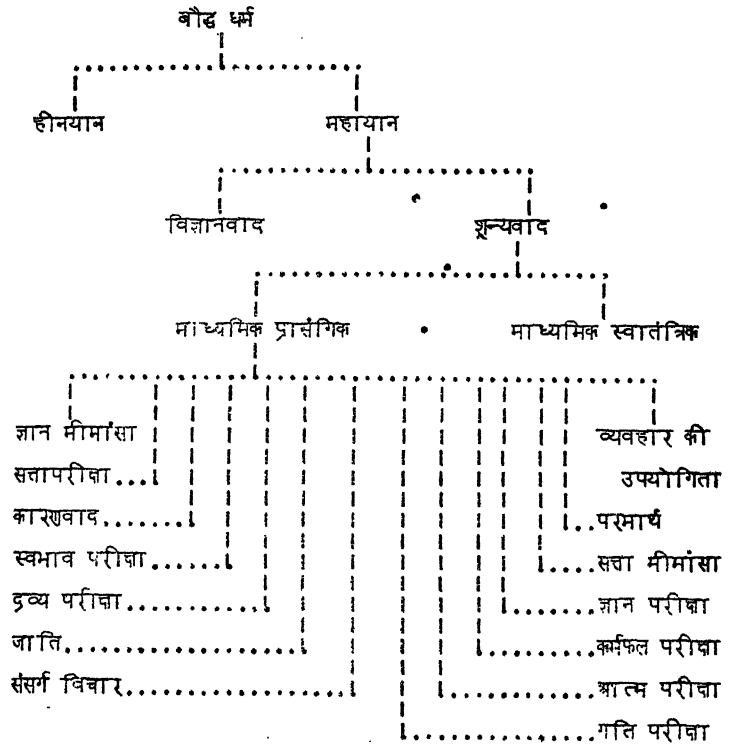 बौद्ध धर्म
हीनयान महायान
विज्ञानवाद शून्यवाद
माध्यमिक प्रासंगिक माध्यमिक स्वातंत्रिक
ज्ञान मीमांसा व्यवहार की
सत्तापरीक्षा.... उपयोगिता
कारणवाद........ ...परमार्थ
स्वभाव परीक्षा....... .....सत्ता मीमांसा
द्रव्य परीक्षा............ ........ज्ञान परीक्षा
जाति................... .........कर्मफल परीक्षा
संसर्ग विचार................. ............आत्म परीक्षा
...............गति परीक्षा